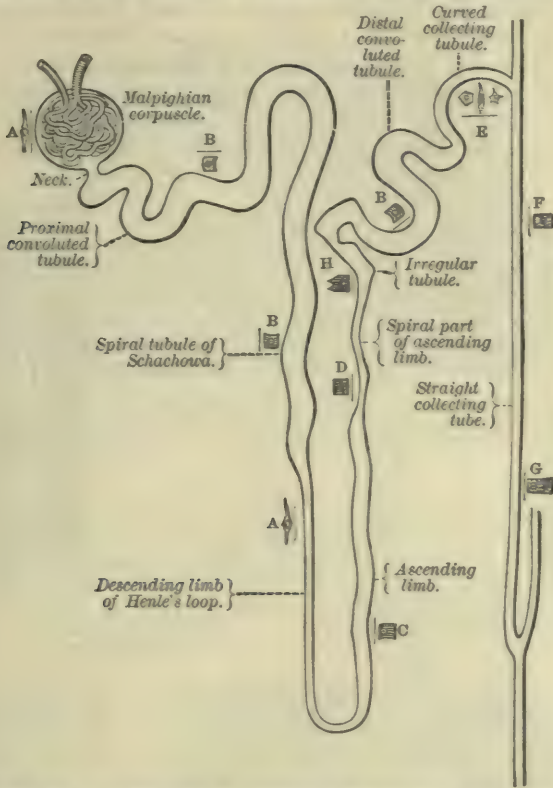 Distal
convo-
luted
tubule.
Curved
collecting
tubule.
Malpighian
corpuscle.
A
B
E
Neck.
B
F
Proximal
convoluted
tubule.
H
Irregular
tubule.
B
Spiral tubule of
Schachowa.
Spiral part
of ascending
limb.
D
Straight
collecting
tube.
G
A
Descending limb
of Henle's loop.
Ascending
limb.
C